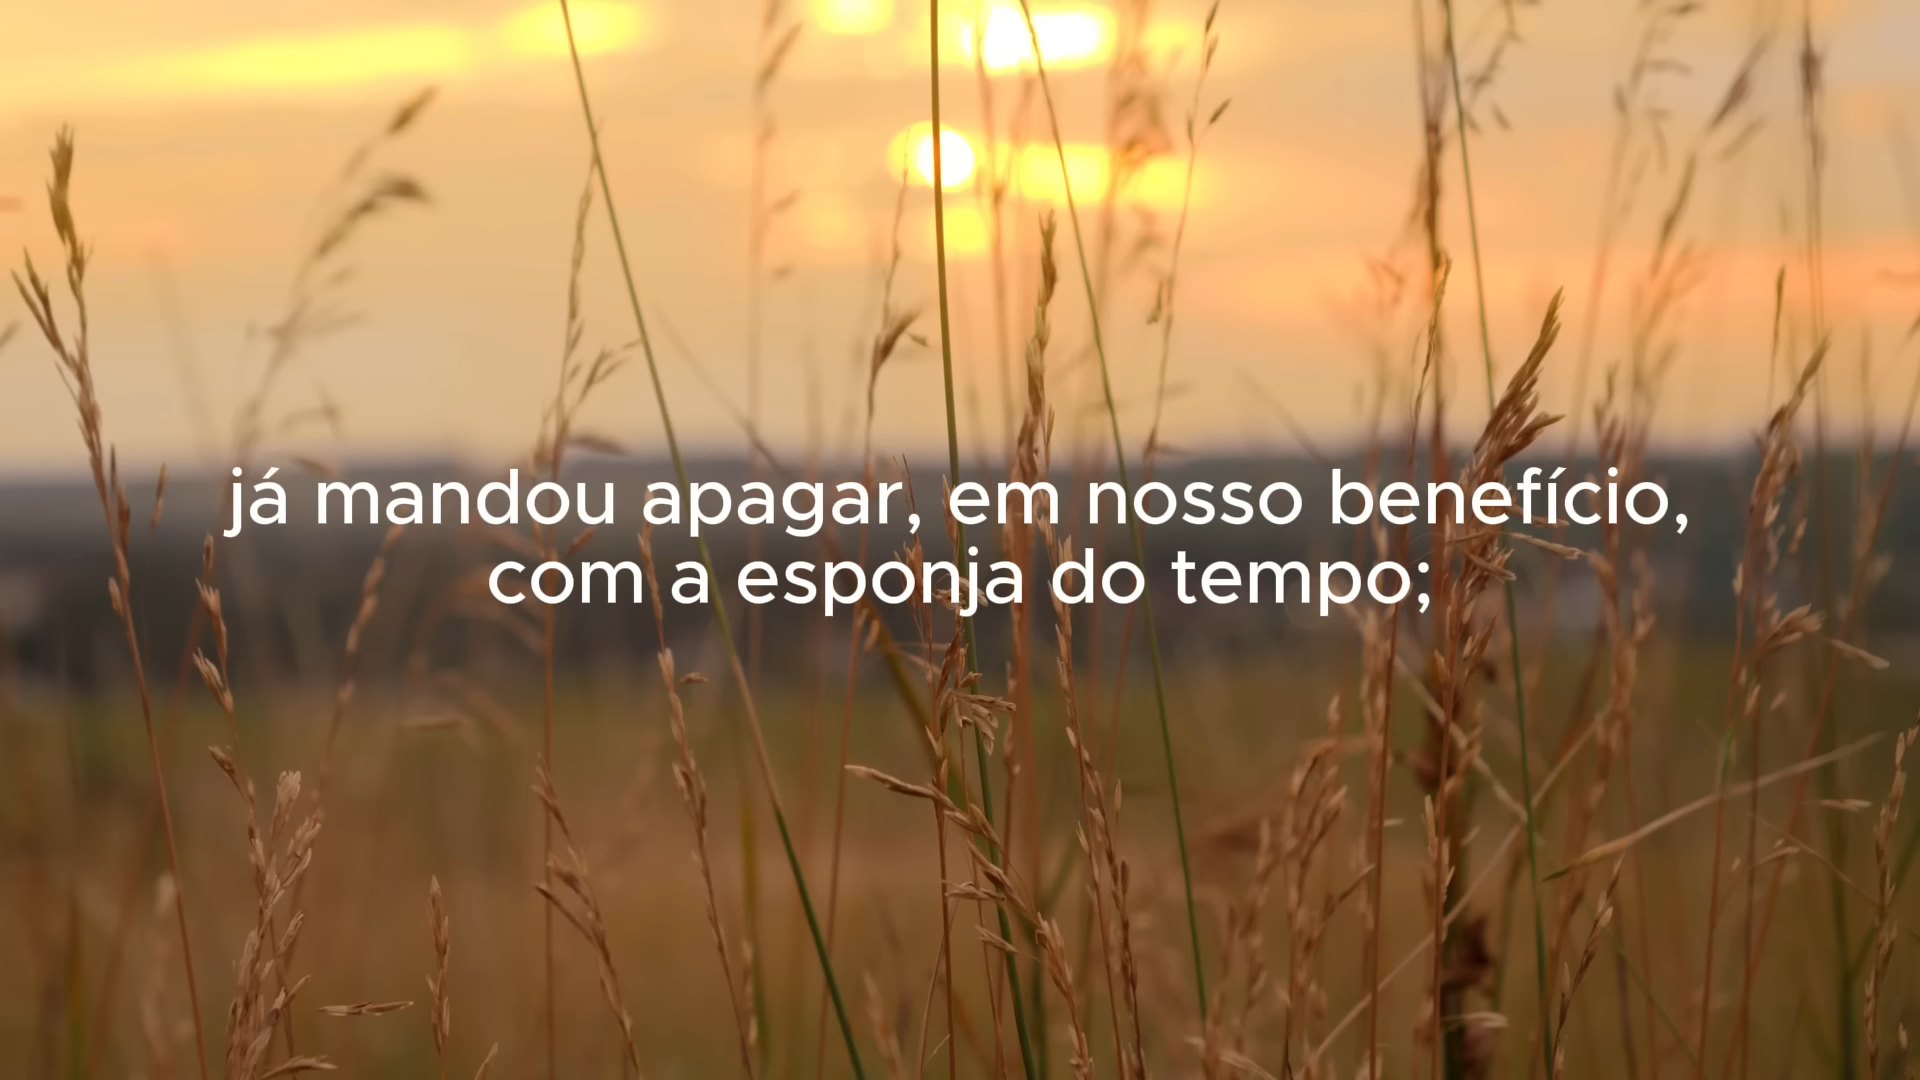 já mandou apagar, em nosso benefício,
com a esponja do tempo;